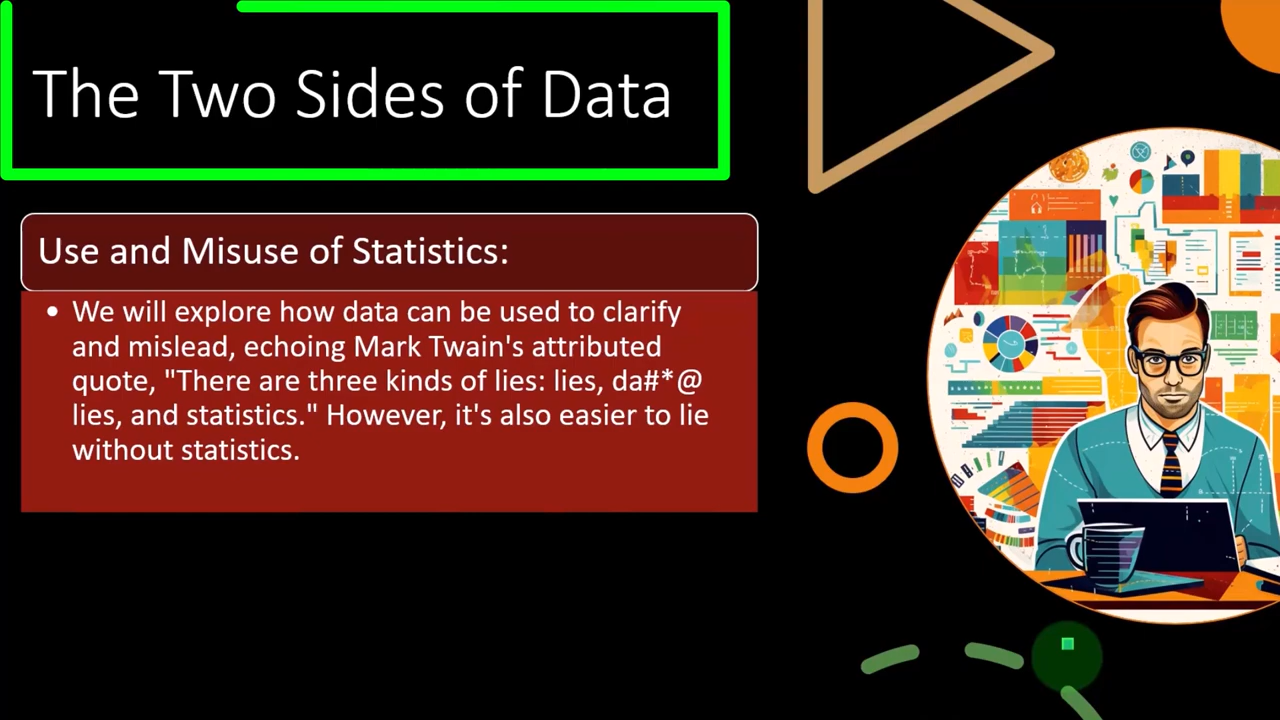 The Two Sides of Data
Use and Misuse of Statistics:
• We will explore how data can be used to clarify
and mislead, echoing Mark Twain's attributed
quote, "There are three kinds of lies: lies, da#*@
lies, and statistics." However, it's also easier to lie
without statistics.